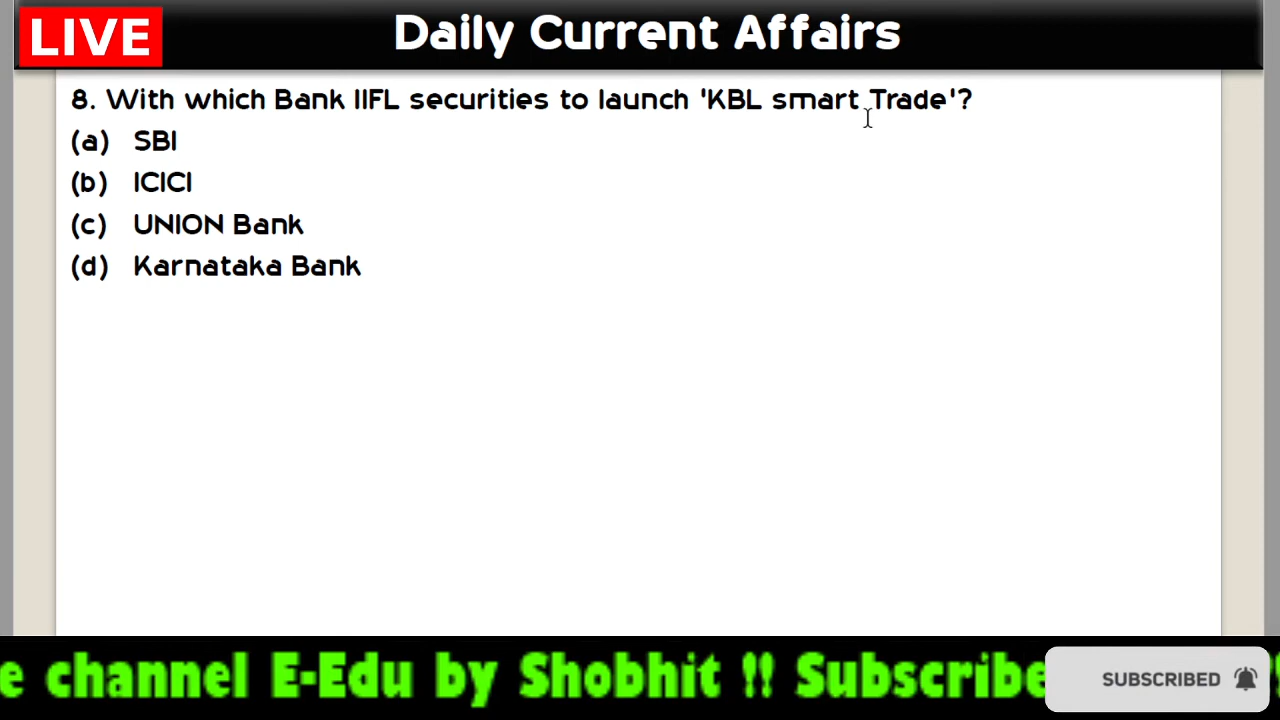 LIVE
Daily Current Affairs
8. With which Bank IIFL securities to launch 'KBL smart Trade'?
(a) SBI
(b) ICICI
(c) UNION Bank
(d) Karnataka Bank
e channel E-Edu by Shobhit !! Subscribe
SUBSCRIBED